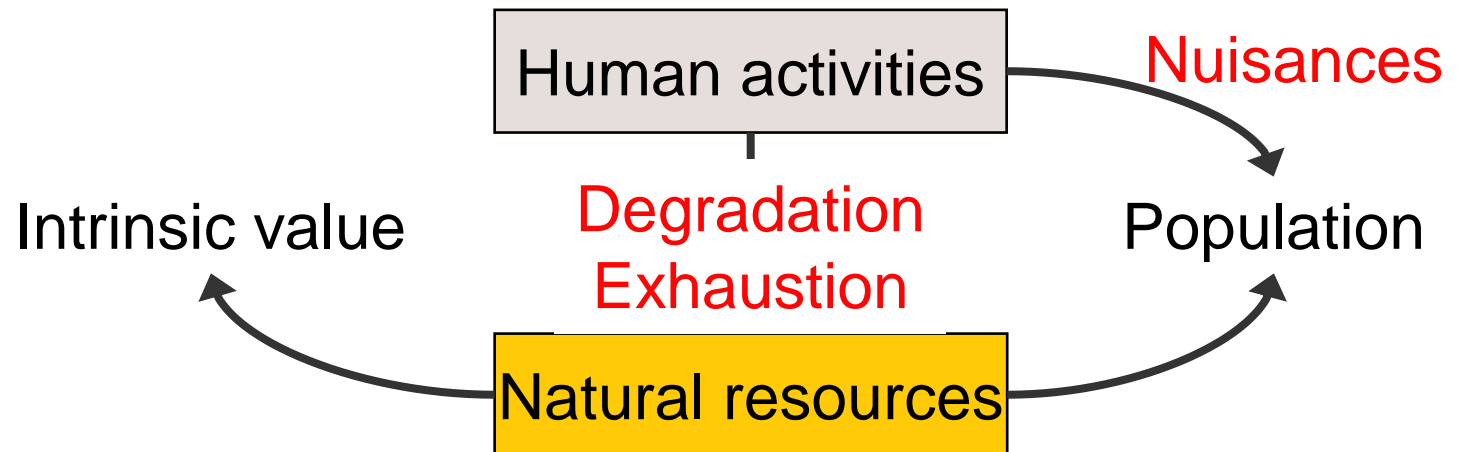 Human activities
Nuisances
Intrinsic value
Degradation
Exhaustion
Population
Natural resources